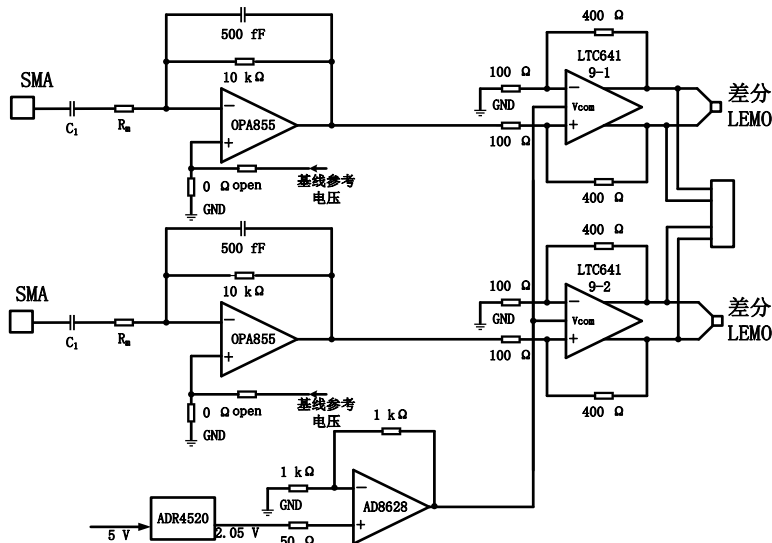 400 Ω
500 fF
LTC641
9-1
SMA
10 kΩ
100 Ω
差分
LEMO
C1
Rm
OPA855
GND
Vcom
100 Ω
0 Ω
open
基线参考
电压
GND
400 Ω
400 Ω
500 fF
LTC641
9-2
SMA
10 kΩ
100 Ω
差分
LEMO
C1
Rm
OPA855
GND
Vcom
100 Ω
0 Ω
open
基线参考
电压
GND
400 Ω
1 kΩ
1 kΩ
GND
AD8628
ADR4520
5 V
2.05 V
50 Ω